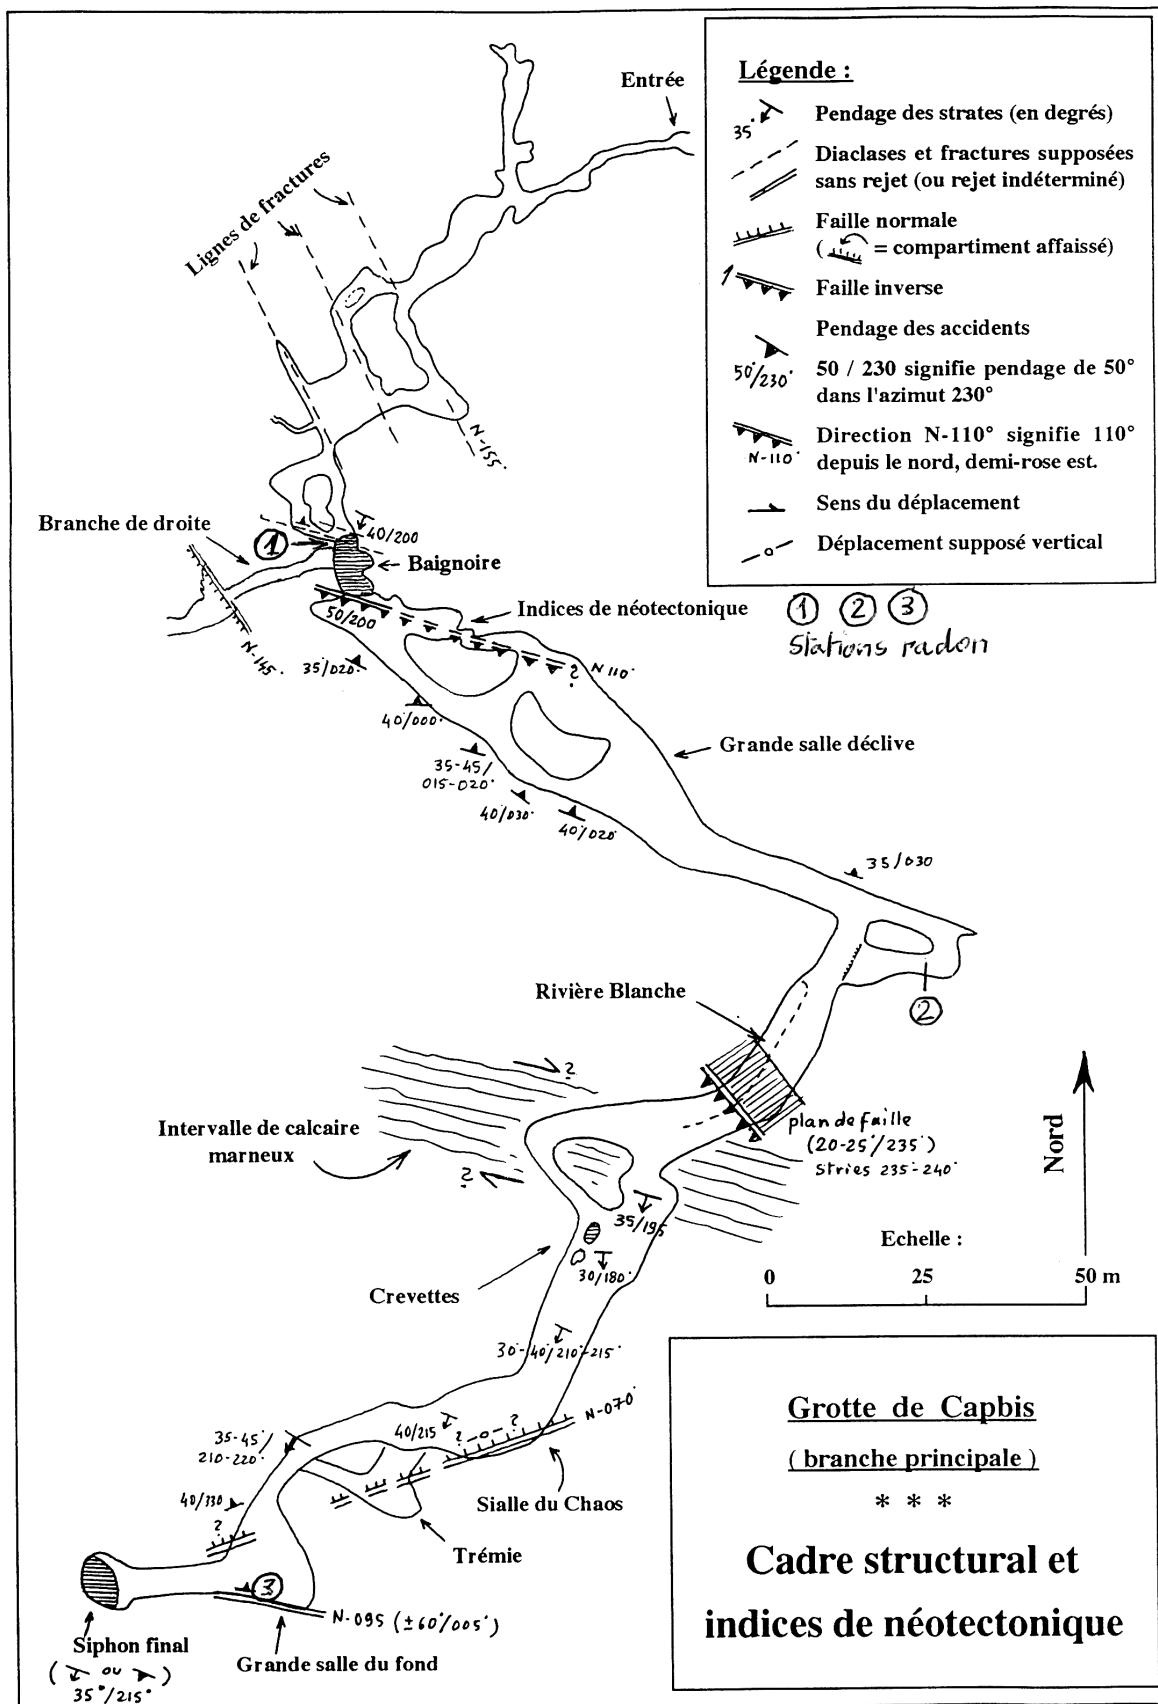 Entrée
Lignes de fractures
N-155°
Branche de droite
1
40/200
Baignoire
50/200
Indices de néotectonique
N-145°
35/020°
N 110°
?
40°/000°
35-45/
015-020°
40°/030°
40°/020°
Grande salle déclive
35/030
2
Rivière Blanche
?
Intervalle de calcaire
marneux
?
plan de faille
(20-25°/235°)
Stries 235-240°
35/195
30/180°
Crevettes
30°-40°/210°-215°
N-070°
40/215
?
?
35-45°/
210-220°
40/330
?
Sialle du Chaos
Trémie
3
N-095 (±60°/005°)
Siphon final
( ou )
35°/215°
Grande salle du fond
Légende :
35°
Pendage des strates (en degrés)
Diaclases et fractures supposées
sans rejet (ou rejet indéterminé)
Faille normale
( = compartiment affaissé)
Faille inverse
Pendage des accidents
50°/230°
50 / 230 signifie pendage de 50°
dans l'azimut 230°
N-110°
Direction N-110° signifie 110°
depuis le nord, demi-rose est.
Sens du déplacement
Déplacement supposé vertical
1 2 3
Stations radon
Nord
Echelle :
0 25 50 m
Grotte de Capbis
( branche principale )
* * *
Cadre structural et
indices de néotectonique